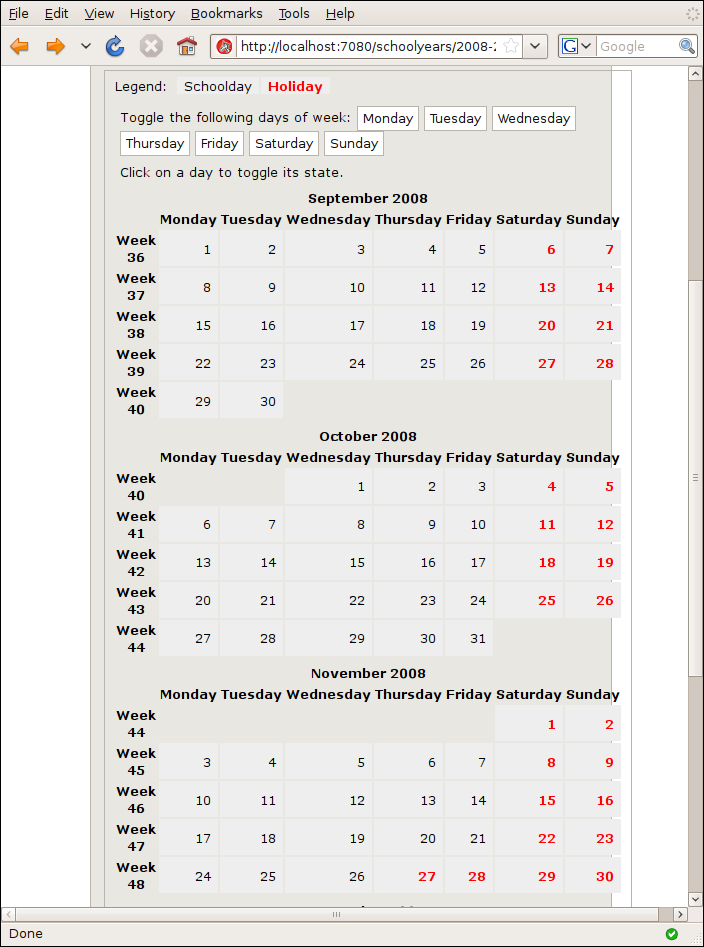 File Edit View History Bookmarks Tools Help
http://localhost:7080/schoolyears/2008-2 G Google
Legend: Schoolday Holiday
Toggle the following days of week: Monday Tuesday Wednesday
Thursday Friday Saturday Sunday
Click on a day to toggle its state.
September 2008
Monday Tuesday Wednesday Thursday Friday Saturday Sunday
Week 36 1 2 3 4 5 6 7
Week 37 8 9 10 11 12 13 14
Week 38 15 16 17 18 19 20 21
Week 39 22 23 24 25 26 27 28
Week 40 29 30
October 2008
Monday Tuesday Wednesday Thursday Friday Saturday Sunday
Week 40 1 2 3 4 5
Week 41 6 7 8 9 10 11 12
Week 42 13 14 15 16 17 18 19
Week 43 20 21 22 23 24 25 26
Week 44 27 28 29 30 31
November 2008
Monday Tuesday Wednesday Thursday Friday Saturday Sunday
Week 44 1 2
Week 45 3 4 5 6 7 8 9
Week 46 10 11 12 13 14 15 16
Week 47 17 18 19 20 21 22 23
Week 48 24 25 26 27 28 29 30
Done